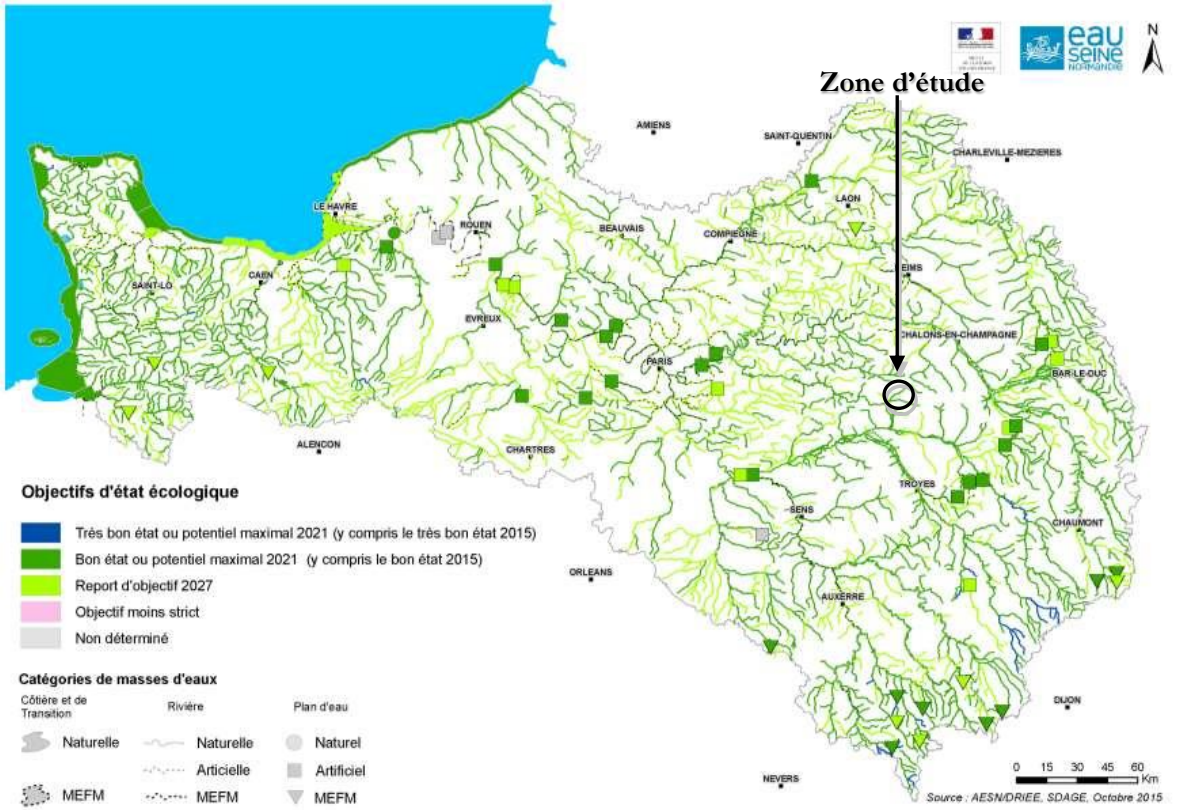 eau
SEINE
NORMANDIE
N
Zone d'étude
AMIENS
SAINT-QUENTIN
CHARLEVILLE-MEZIERES
LAON
LE HAVRE
ROUEN
BEAUVAIS
COMPIEGNE
EIMS
CAEN
SAINT-LO
EVREUX
CHALONS-EN-CHAMPAGNE
PARIS
BAR-LE-DUC
ALENCON
CHARTRES
TROYES
SENS
CHAUMONT
ORLEANS
AUXERRE
DIJON
NEVERS
Objectifs d'état écologique
Très bon état ou potentiel maximal 2021 (y compris le très bon état 2015)
Bon état ou potentiel maximal 2021 (y compris le bon état 2015)
Report d'objectif 2027
Objectif moins strict
Non déterminé
Catégories de masses d'eaux
Côtière et de
Transition
Rivière
Plan d'eau
Naturelle
Naturelle
Naturel
Articielle
Artificiel
MEFM
MEFM
MEFM
0 15 30 45 60
Km
Source : AESN/DRIEE, SDAGE, Octobre 2015